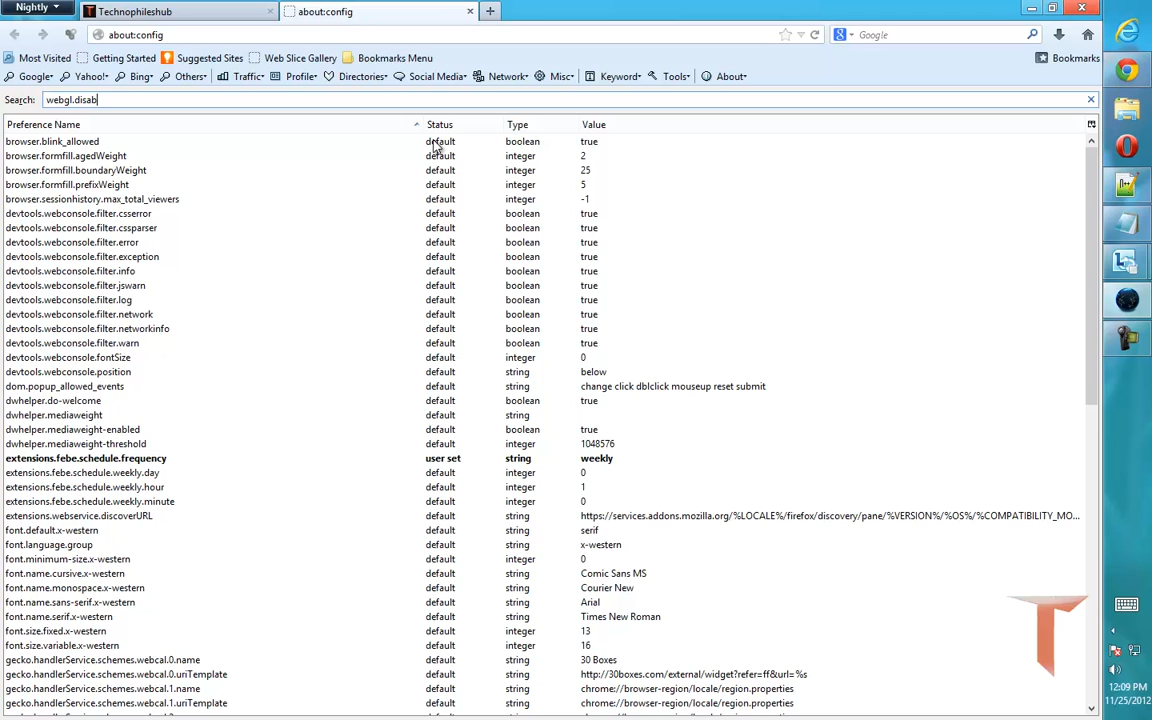 Nightly
Technophileshub
about:config
about:config
Google
Most Visited Getting Started Suggested Sites Web Slice Gallery Bookmarks Menu Bookmarks
Google Yahoo! Bing Others Traffic Profile Directories Social Media Network Misc Keyword Tools About
Search: webgl.disab
Preference Name Status Type Value
browser.blink_allowed default boolean true
browser.formfill.agedWeight default integer 2
browser.formfill.boundaryWeight default integer 25
browser.formfill.prefixWeight default integer 5
browser.sessionhistory.max_total_viewers default integer -1
devtools.webconsole.filter.csserror default boolean true
devtools.webconsole.filter.cssparser default boolean true
devtools.webconsole.filter.error default boolean true
devtools.webconsole.filter.exception default boolean true
devtools.webconsole.filter.info default boolean true
devtools.webconsole.filter.jswarn default boolean true
devtools.webconsole.filter.log default boolean true
devtools.webconsole.filter.network default boolean true
devtools.webconsole.filter.networkinfo default boolean true
devtools.webconsole.filter.warn default boolean true
devtools.webconsole.fontSize default integer 0
devtools.webconsole.position default string below
dom.popup_allowed_events default string change click dblclick mouseup reset submit
dwhelper.do-welcome default boolean true
dwhelper.mediaweight default string
dwhelper.mediaweight-enabled default boolean true
dwhelper.mediaweight-threshold default integer 1048576
extensions.febe.schedule.frequency user set string weekly
extensions.febe.schedule.weekly.day default integer 0
extensions.febe.schedule.weekly.hour default integer 1
extensions.febe.schedule.weekly.minute default integer 0
extensions.webservice.discoverURL default string https://services.addons.mozilla.org/%LOCALE%/firefox/discovery/pane/%VERSION%/%OS%/%COMPATIBILITY_MO...
font.default.x-western default string serif
font.language.group default string x-western
font.minimum-size.x-western default integer 0
font.name.cursive.x-western default string Comic Sans MS
font.name.monospace.x-western default string Courier New
font.name.sans-serif.x-western default string Arial
font.name.serif.x-western default string Times New Roman
font.size.fixed.x-western default integer 13
font.size.variable.x-western default integer 16
gecko.handlerService.schemes.webcal.0.name default string 30 Boxes
gecko.handlerService.schemes.webcal.0.uriTemplate default string http://30boxes.com/external/widget?refer=ff&url=%s
gecko.handlerService.schemes.webcal.1.name default string chrome://browser-region/locale/region.properties
gecko.handlerService.schemes.webcal.1.uriTemplate default string chrome://browser-region/locale/region.properties
12:09 PM
11/25/2012